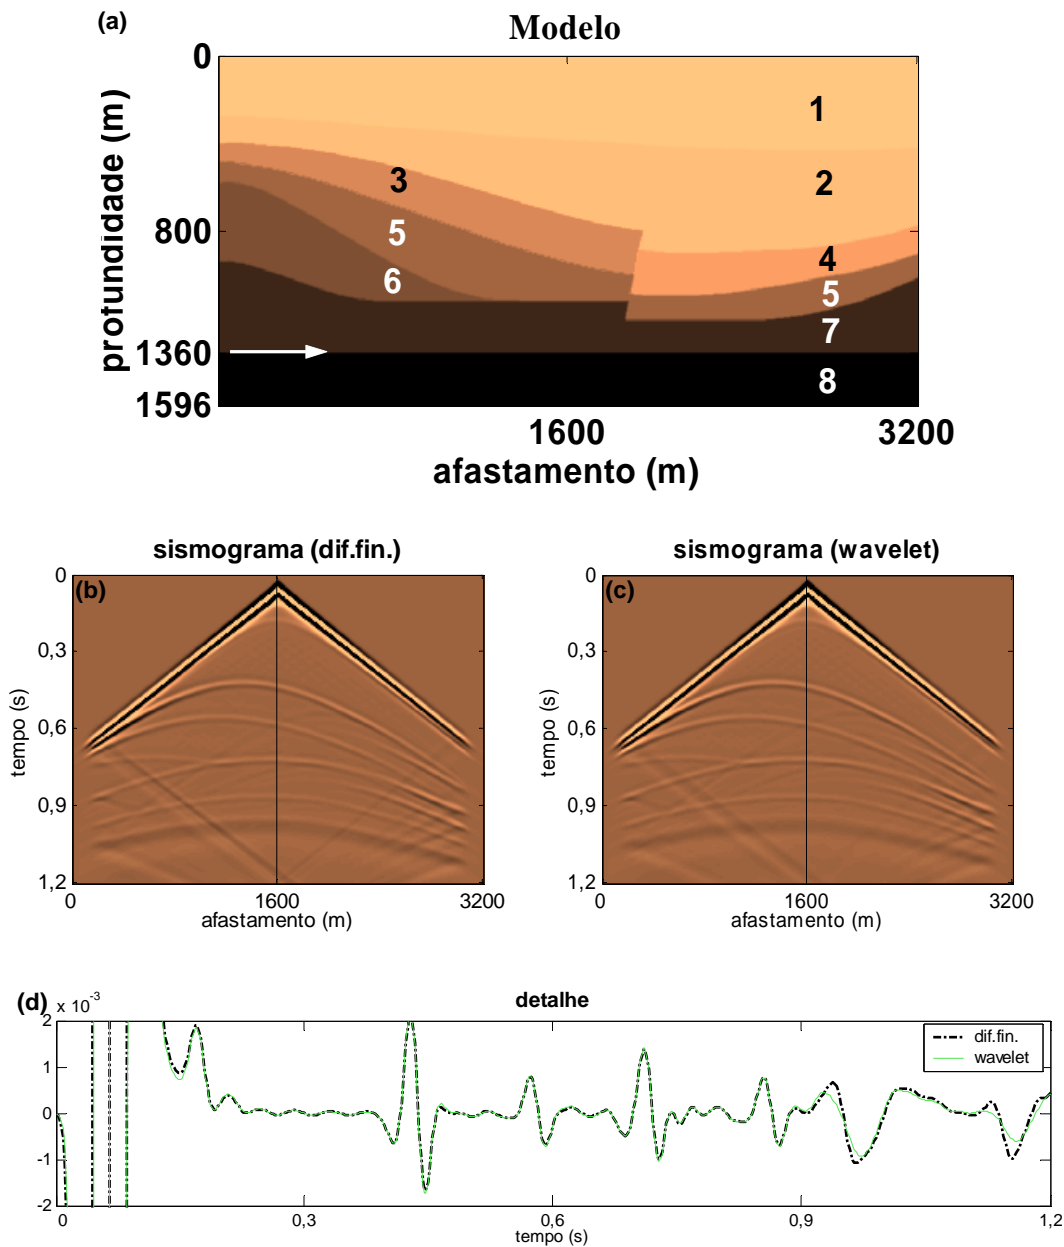 (a)
Modelo
0
1
2
3
profundidade (m)
800
5
4
6
5
7
1360
8
1596
1600
3200
afastamento (m)
sismograma (dif.fin.)
(b)
0
0,3
0,6
0,9
1,2
tempo (s)
0
1600
3200
afastamento (m)
sismograma (wavelet)
(c)
0
0,3
0,6
0,9
1,2
tempo (s)
0
1600
3200
afastamento (m)
(d)
x 10⁻³
detalhe
2
1
0
-1
-2
dif.fin.
wavelet
0
0,3
0,6
0,9
1,2
tempo (s)